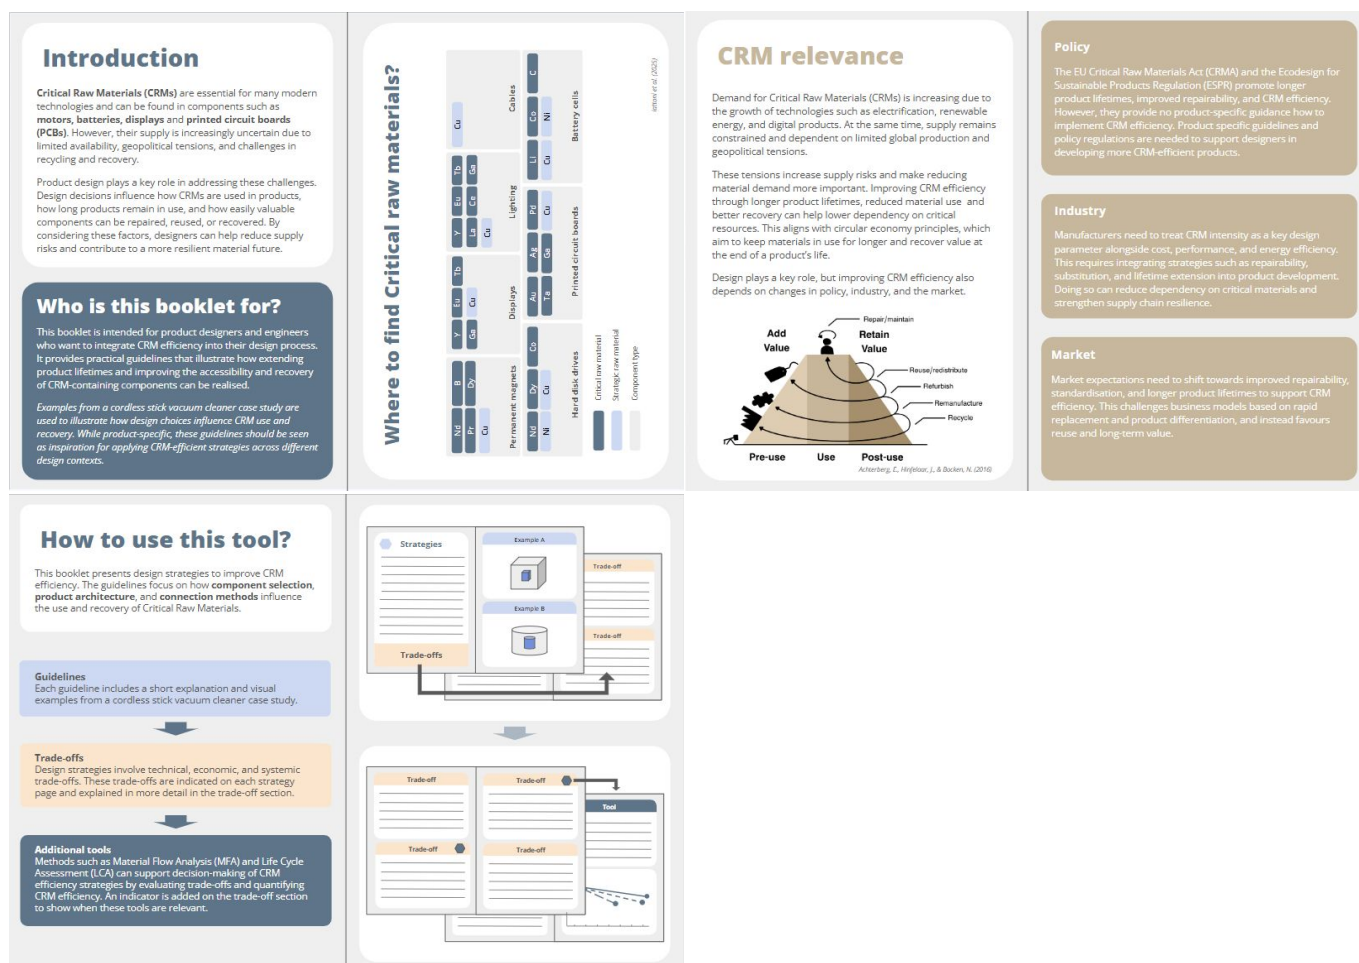 Introduction
Critical Raw Materials (CRMs) are essential for many modern
technologies and can be found in components such as
motors, batteries, displays and printed circuit boards
(PCBs). However, their supply is increasingly uncertain due to
limited availability, geopolitical tensions, and challenges in
recycling and recovery.
Product design plays a key role in addressing these challenges.
Design decisions influence how CRMs are used in products,
how long products remain in use, and how easily valuable
components can be repaired, reused, or recovered. By
considering these factors, designers can help reduce supply
risks and contribute to a more resilient material future.
Who is this booklet for?
This booklet is intended for product designers and engineers
who want to integrate CRM efficiency into their design process.
It provides practical guidelines that illustrate how extending
product lifetimes and improving the accessibility and recovery
of CRM-containing components can be realised.
Examples from a cordless stick vacuum cleaner case study are
used to illustrate how design choices influence CRM use and
recovery. While product-specific, these guidelines should be seen
as inspiration for applying CRM-efficient strategies across different
design contexts.
Where to find Critical raw materials?
Nd B
Pr Dy
Cu
Permanent magnets
Y Eu Tb
Ga Cu
Displays
Y Eu Tb
La Ce Ga
Cu
Lighting
Cu
Cables
Nd Dy Co
Ni Cu
Hard disk drives
Au Ag Pd
Ta Ga Cu
Printed circuit boards
Li Co C
Cu Ni
Battery cells
Critical raw material
Strategic raw material
Component type
et al. (2025)
CRM relevance
Demand for Critical Raw Materials (CRMs) is increasing due to
the growth of technologies such as electrification, renewable
energy, and digital products. At the same time, supply remains
constrained and dependent on limited global production and
geopolitical tensions.
These tensions increase supply risks and make reducing
material demand more important. Improving CRM efficiency
through longer product lifetimes, reduced material use and
better recovery can help lower dependency on critical
resources. This aligns with circular economy principles, which
aim to keep materials in use for longer and recover value at
the end of a product's life.
Design plays a key role, but improving CRM efficiency also
depends on changes in policy, industry, and the market.
Repair/maintain
Add
Value
Retain
Value
Reuse/redistribute
Refurbish
Remanufacture
Recycle
Pre-use Use Post-use
Achterberg, E., Hinfelaar, J., & Bocken, N. (2016)
Policy
The EU Critical Raw Materials Act (CRMA) and the Ecodesign for
Sustainable Products Regulation (ESPR) promote longer
product lifetimes, improved repairability, and CRM efficiency.
However, they provide no product-specific guidance how to
implement CRM efficiency. Product specific guidelines and
policy regulations are needed to support designers in
developing more CRM-efficient products.
Industry
Manufacturers need to treat CRM intensity as a key design
parameter alongside cost, performance, and energy efficiency.
This requires integrating strategies such as repairability,
substitution, and lifetime extension into product development.
Doing so can reduce dependency on critical materials and
strengthen supply chain resilience.
Market
Market expectations need to shift towards improved repairability,
standardisation, and longer product lifetimes to support CRM
efficiency. This challenges business models based on rapid
replacement and product differentiation, and instead favours
reuse and long-term value.
How to use this tool?
This booklet presents design strategies to improve CRM
efficiency. The guidelines focus on how component selection,
product architecture, and connection methods influence
the use and recovery of Critical Raw Materials.
Guidelines
Each guideline includes a short explanation and visual
examples from a cordless stick vacuum cleaner case study.
Trade-offs
Design strategies involve technical, economic, and systemic
trade-offs. These trade-offs are indicated on each strategy
page and explained in more detail in the trade-off section.
Additional tools
Methods such as Material Flow Analysis (MFA) and Life Cycle
Assessment (LCA) can support decision-making of CRM
efficiency strategies by evaluating trade-offs and quantifying
CRM efficiency. An indicator is added on the trade-off section
to show when these tools are relevant.
Strategies
Example A
Example B
Trade-offs
Trade-off
Trade-off
Trade-off
Trade-off
Trade-off
Trade-off
Tool